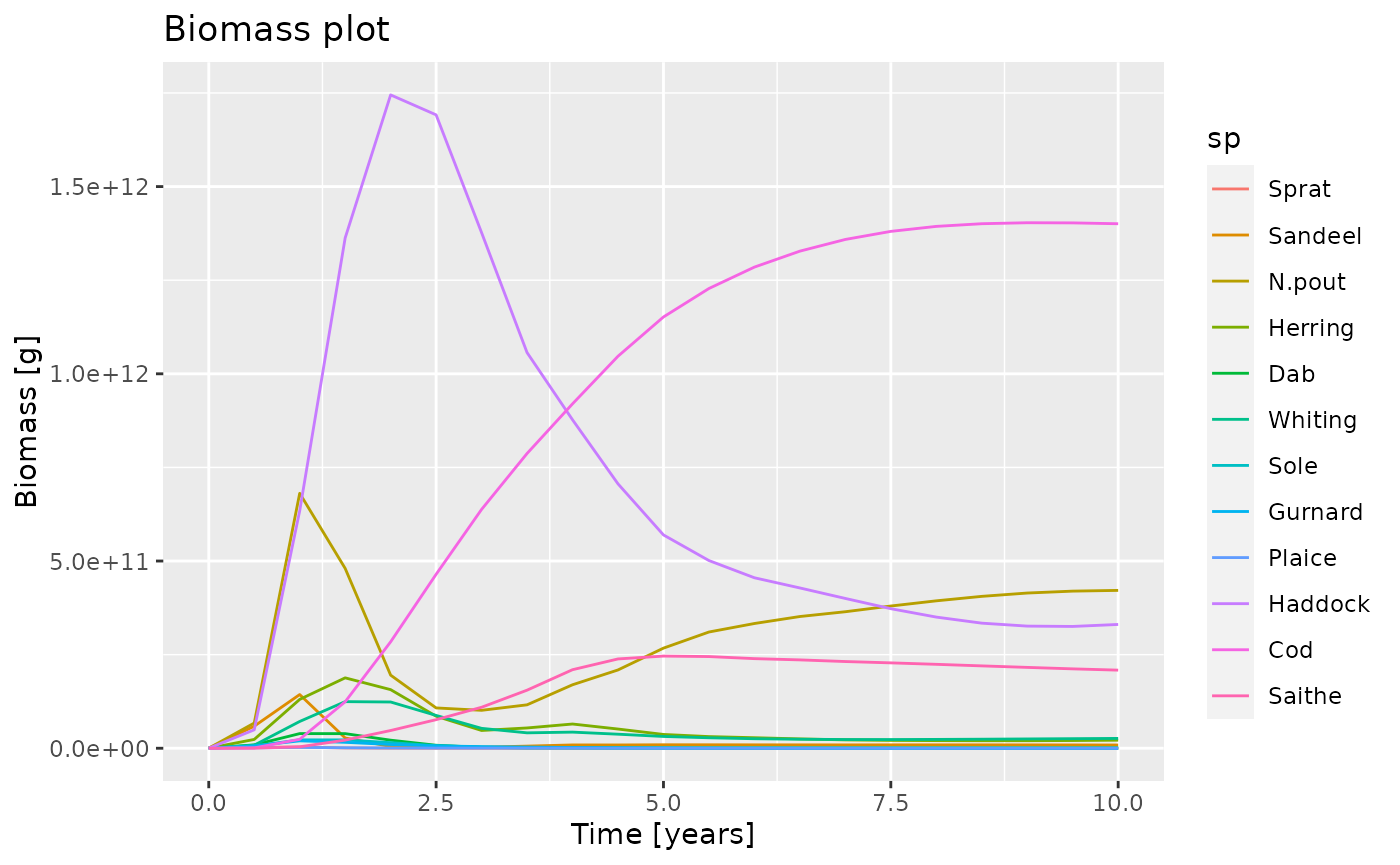 Biomass plot
Biomass [g]
1.5e+12
1.0e+12
5.0e+11
0.0e+00
0.0 2.5 5.0 7.5 10.0
Time [years]
sp
Sprat
Sandeel
N.pout
Herring
Dab
Whiting
Sole
Gurnard
Plaice
Haddock
Cod
Saithe